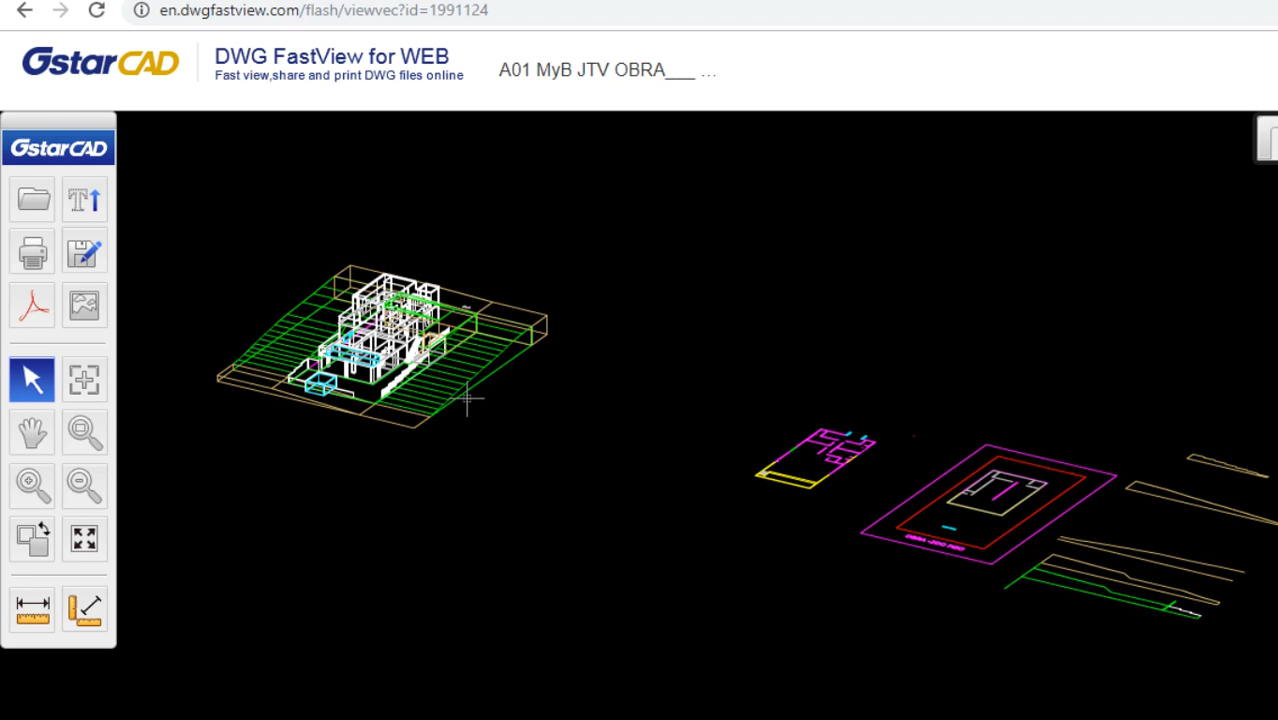 en.dwgfastview.com/flash/viewvec?id=1991124
GstarCAD
DWG FastView for WEB
Fast view,share and print DWG files online
A01 MyB JTV OBRA___ ...
GstarCAD
T